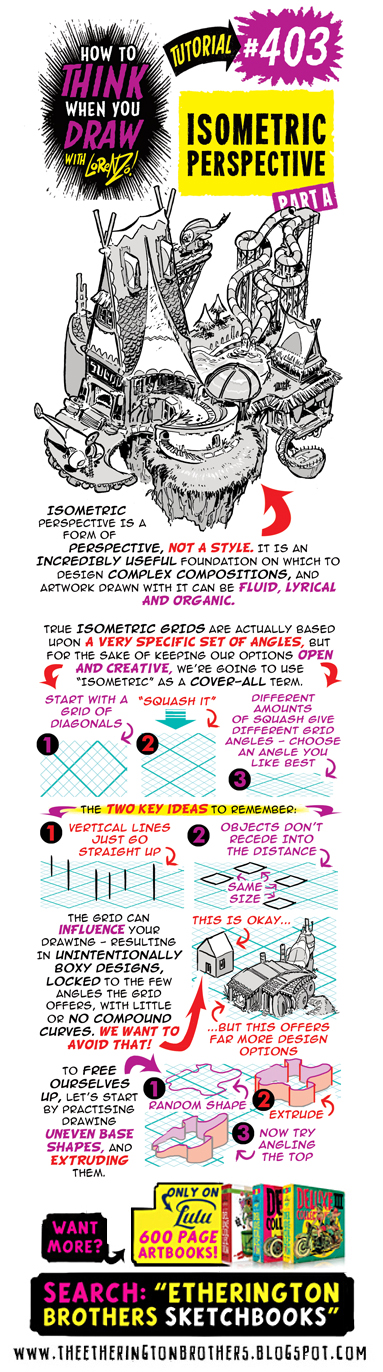 HOW TO
THINK
WHEN YOU
DRAW
WITH LORENZO!
TUTORIAL
#403
ISOMETRIC
PERSPECTIVE
PART A
ISOMETRIC
PERSPECTIVE IS A
FORM OF
PERSPECTIVE, NOT A STYLE. IT IS AN
INCREDIBLY USEFUL FOUNDATION ON WHICH TO
DESIGN COMPLEX COMPOSITIONS, AND
ARTWORK DRAWN WITH IT CAN BE FLUID, LYRICAL
AND ORGANIC.
TRUE ISOMETRIC GRIDS ARE ACTUALLY BASED
UPON A VERY SPECIFIC SET OF ANGLES, BUT
FOR THE SAKE OF KEEPING OUR OPTIONS OPEN
AND CREATIVE, WE'RE GOING TO USE
"ISOMETRIC" AS A COVER-ALL TERM.
START WITH A
GRID OF
DIAGONALS
1
"SQUASH IT"
2
DIFFERENT
AMOUNTS
OF SQUASH GIVE
DIFFERENT GRID
ANGLES - CHOOSE
AN ANGLE YOU
LIKE BEST
3
THE TWO KEY IDEAS TO REMEMBER:
1 VERTICAL LINES
JUST GO
STRAIGHT UP
2 OBJECTS DON'T
RECEDE INTO
THE DISTANCE
SAME
SIZE
THE GRID CAN
INFLUENCE YOUR
DRAWING - RESULTING
IN UNINTENTIONALLY
BOXY DESIGNS,
LOCKED TO THE FEW
ANGLES THE GRID
OFFERS, WITH LITTLE
OR NO COMPOUND
CURVES. WE WANT TO
AVOID THAT!
THIS IS OKAY...
...BUT THIS OFFERS
FAR MORE DESIGN
OPTIONS
TO FREE
OURSELVES
UP, LET'S START
BY PRACTISING
DRAWING
UNEVEN BASE
SHAPES, AND
EXTRUDING
THEM.
1
RANDOM SHAPE
2
EXTRUDE
3 NOW TRY
ANGLING
THE TOP
WANT
MORE?
ONLY ON
Lulu
600 PAGE
ARTBOOKS!
DELUXE III
SEARCH: "ETHERINGTON
BROTHERS SKETCHBOOKS"
WWW.THEETHERINGTONBROTHERS.BLOGSPOT.COM